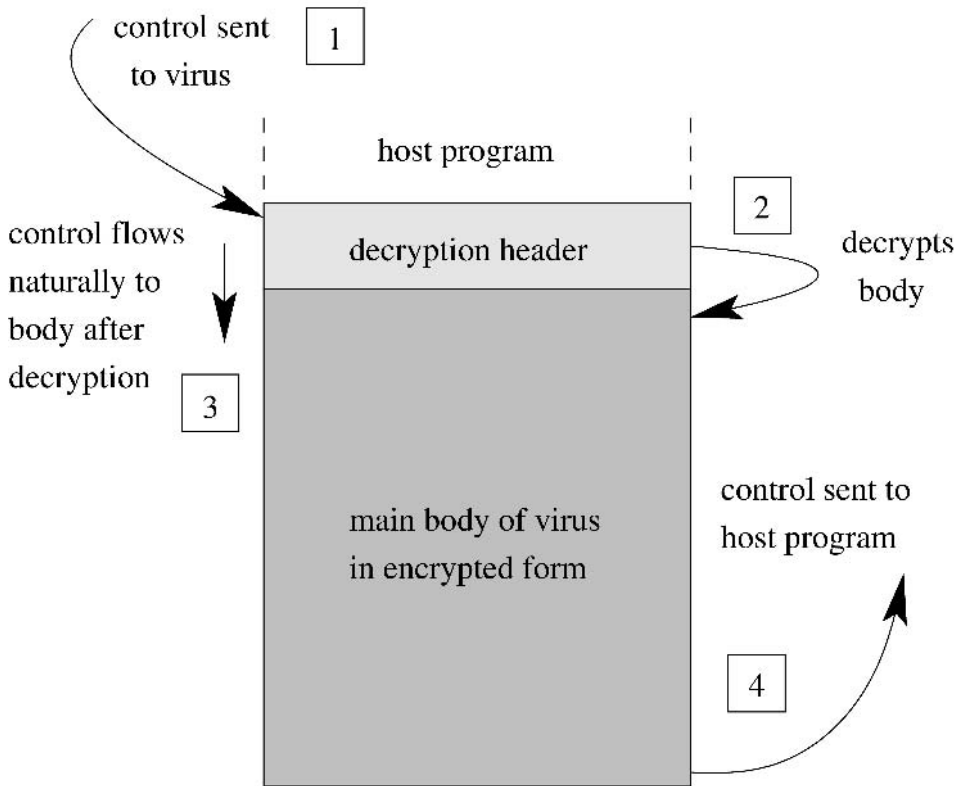 control sent
to virus
1
host program
2
control flows
naturally to
body after
decryption
decryption header
decrypts
body
3
main body of virus
in encrypted form
control sent to
host program
4